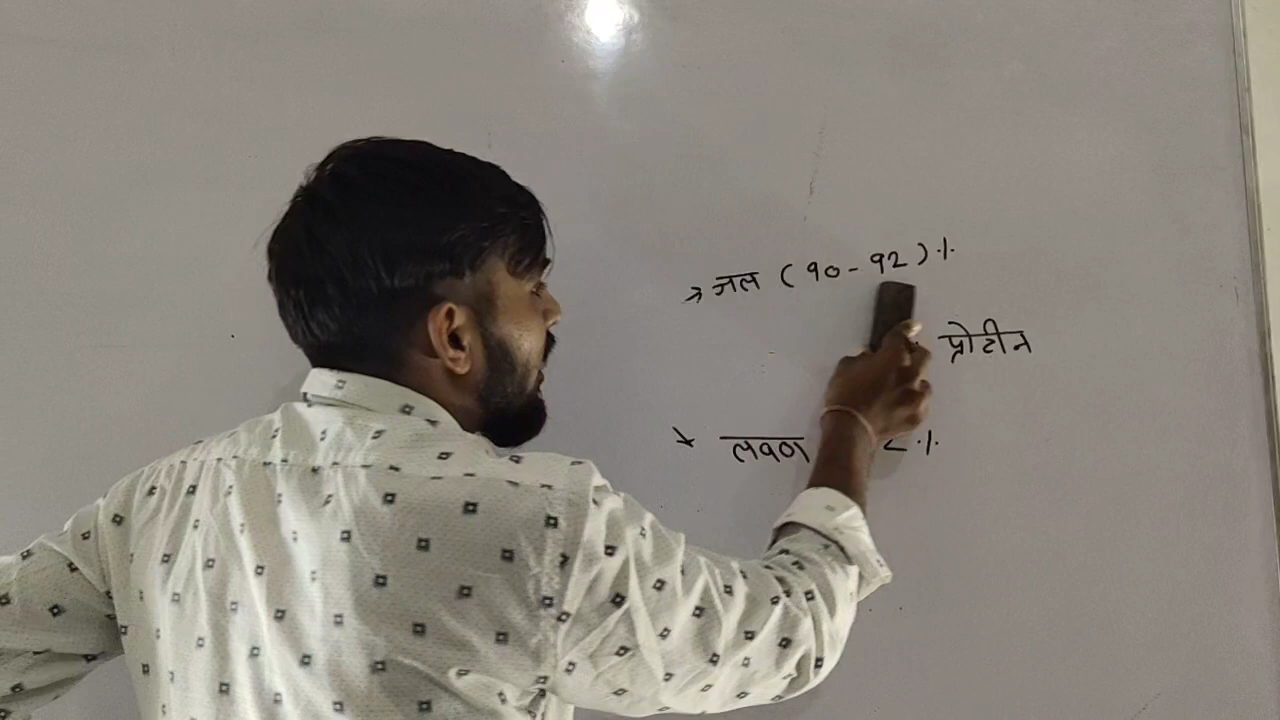 → जल (90-92)%
प्रोटीन
→ लवण
%